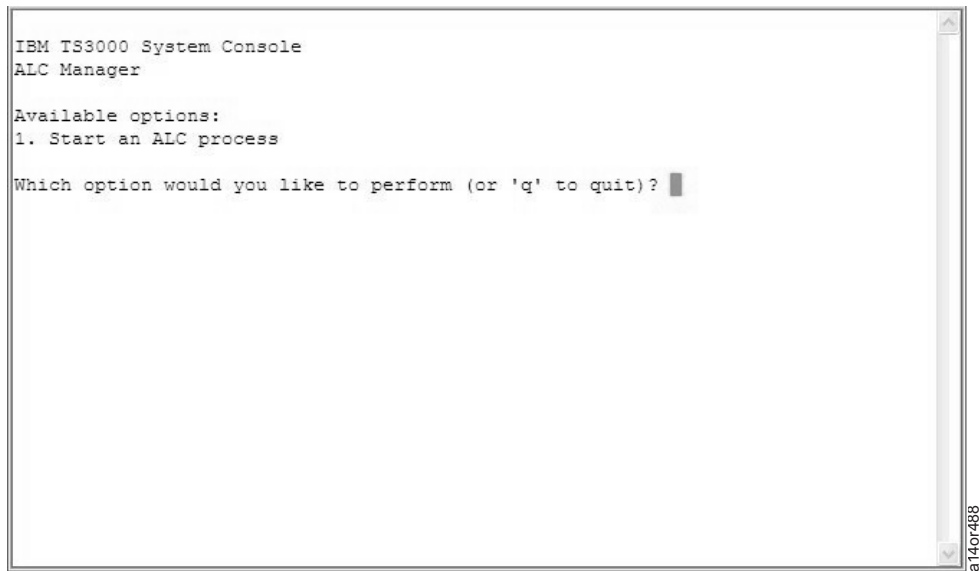 IBM TS3000 System Console
ALC Manager
Available options:
1. Start an ALC process
Which option would you like to perform (or 'q' to quit)?
a14or488